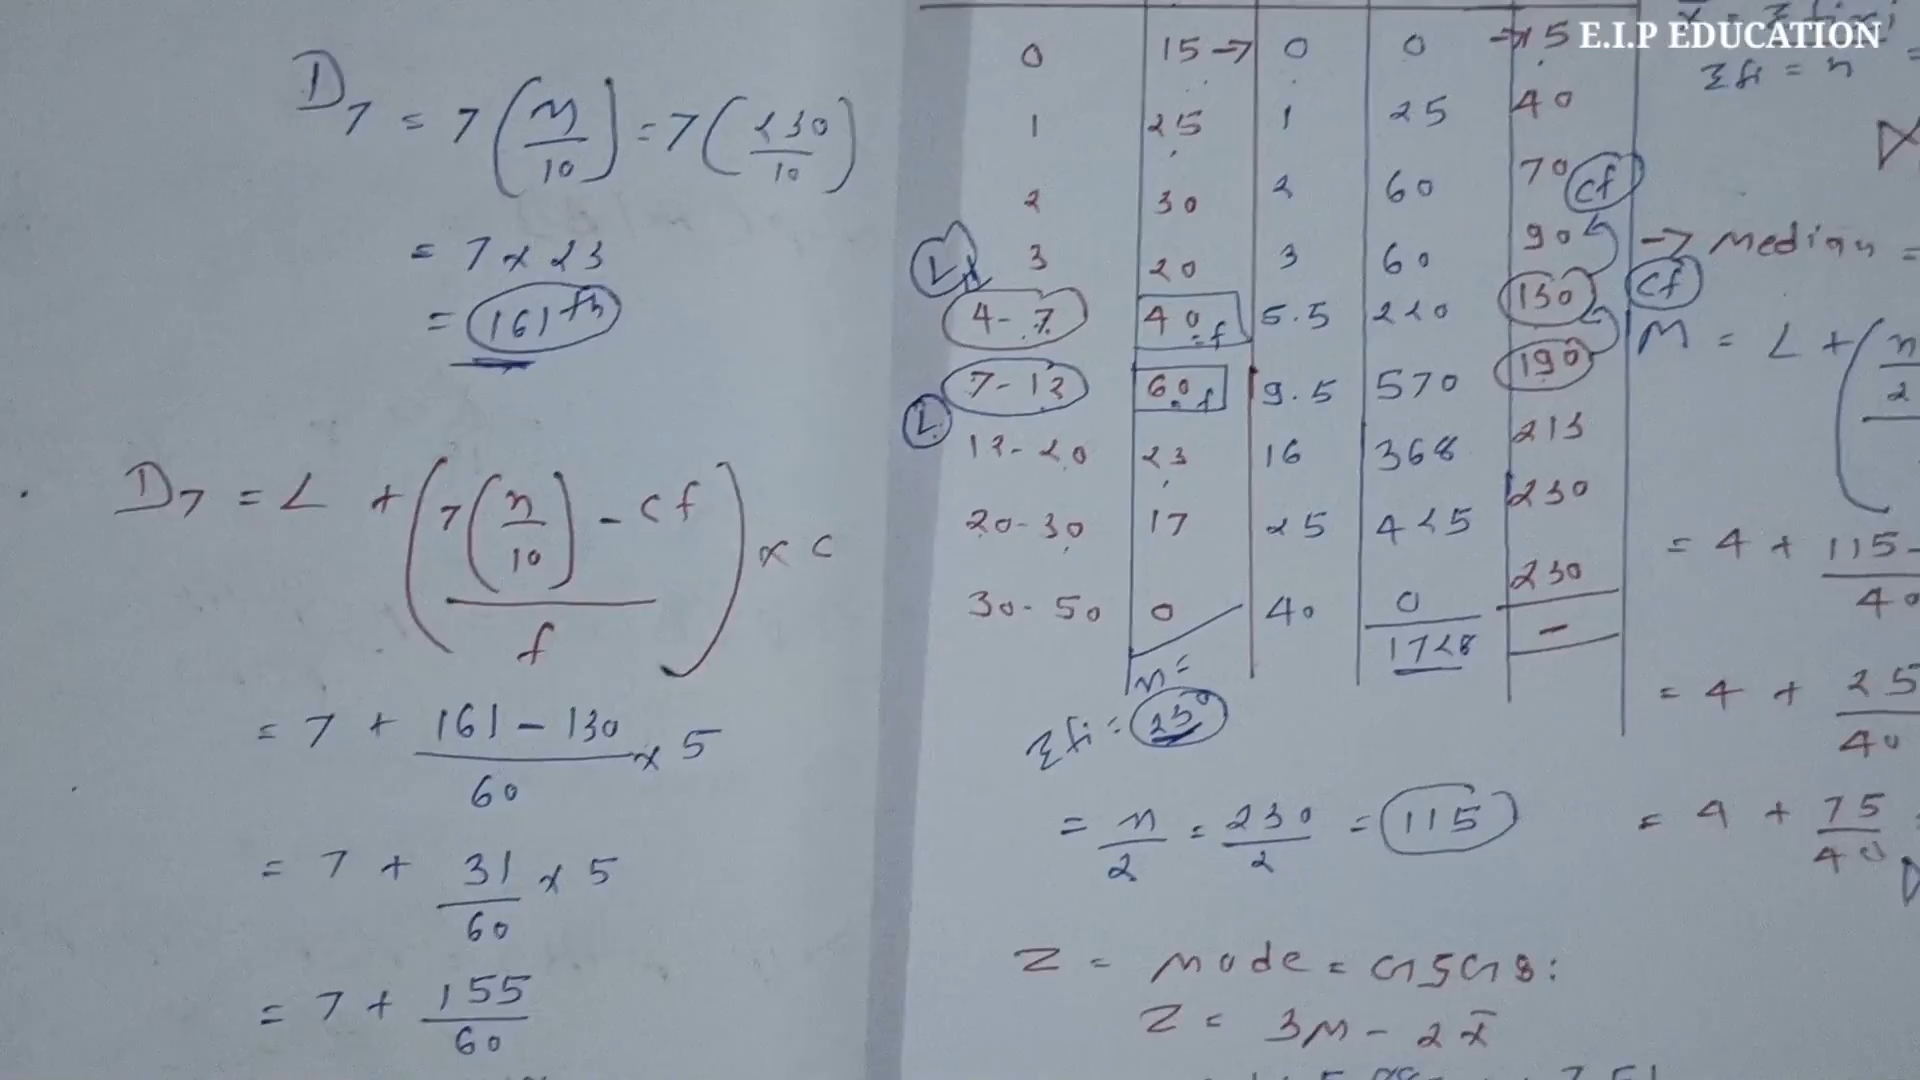 E.I.P EDUCATION
D₇ = 7(n/10) = 7(230/10)
= 7 x 23
= 161th
D₇ = L + (7(n/10) - cf / f) x c
= 7 + 161 - 130 / 60 x 5
= 7 + 31/60 x 5
= 7 + 155/60
0 15 → 0 0 → 15
1 25 1 25 40
2 30 2 60 70 cf
3 20 3 60 90
L 4-7 40 f 5.5 220 130 cf
L 7-12 60 f 9.5 570 190
12-20 23 16 368 213
20-30 17 25 425 230
30-50 0 40 0 230
n = 1728 -
Σfi = 230
= n/2 = 230/2 = 115
Z = mode =
Z = 3M - 2x̄
Σfi = n
→ median =
M = L + (n/2
= 4 + 115 - / 40
= 4 + 25 / 40
= 4 + 75/40